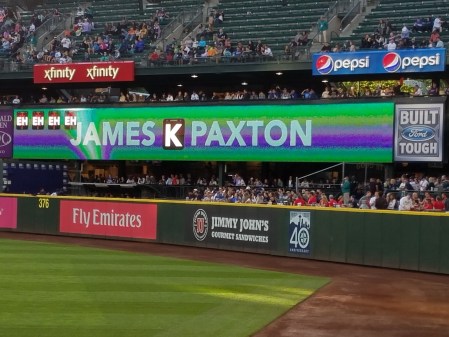 xfinity xfinity
pepsi pepsi
EH EH EH EH
JAMES K PAXTON
BUILT
Ford
TOUGH
376
Fly Emirates
JIMMY JOHN'S
GOURMET SANDWICHES
40